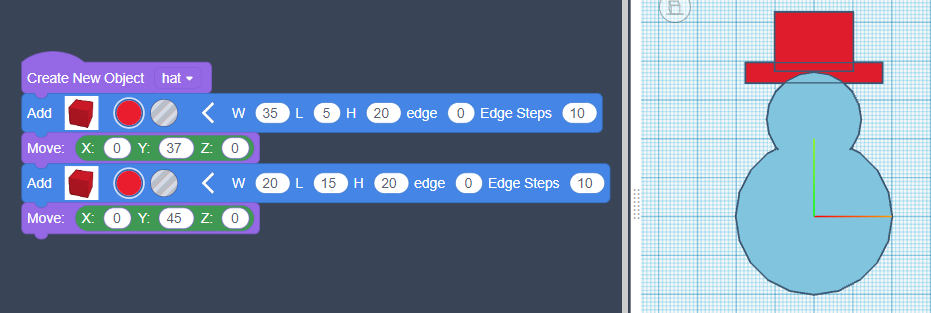 Create New Object hat
Add W 35 L 5 H 20 edge 0 Edge Steps 10
Move: X: 0 Y: 37 Z: 0
Add W 20 L 15 H 20 edge 0 Edge Steps 10
Move: X: 0 Y: 45 Z: 0